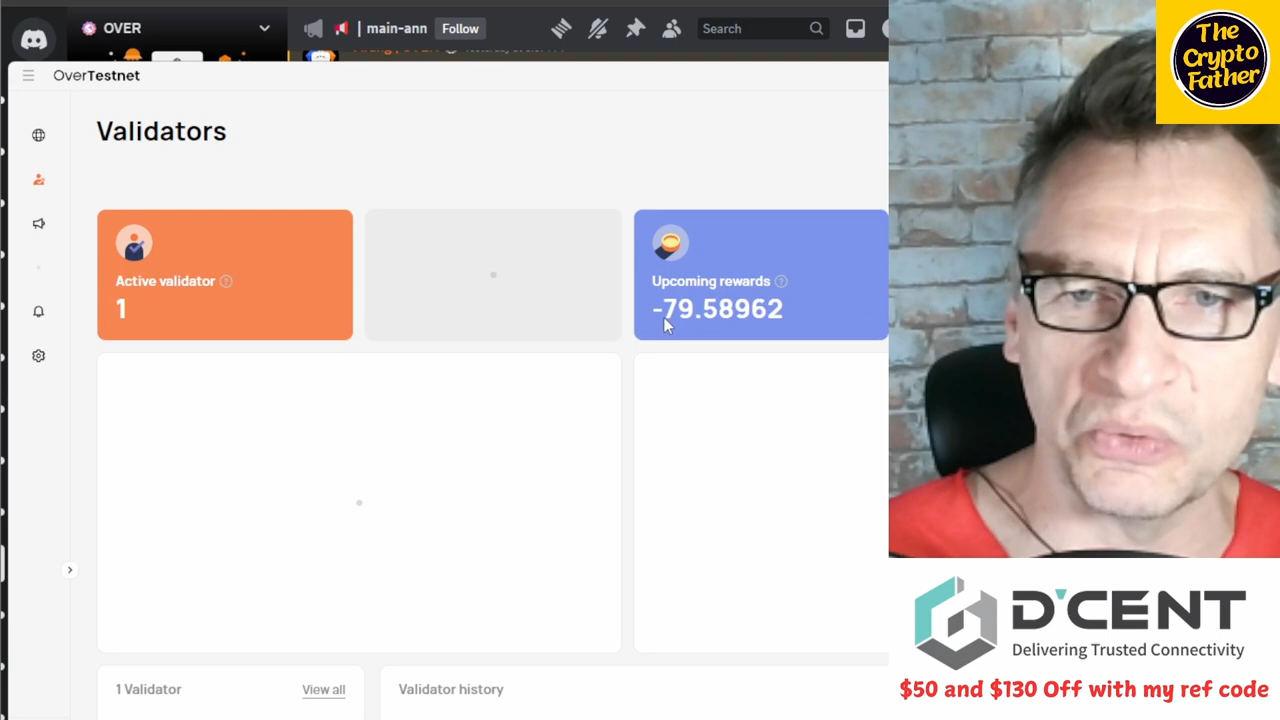 OVER
main-ann
Follow
Search
OverTestnet
Validators
Active validator
1
Upcoming rewards
-79.58962
1 Validator
View all
Validator history
The
Crypto
Father
D'CENT
Delivering Trusted Connectivity
$50 and $130 Off with my ref code